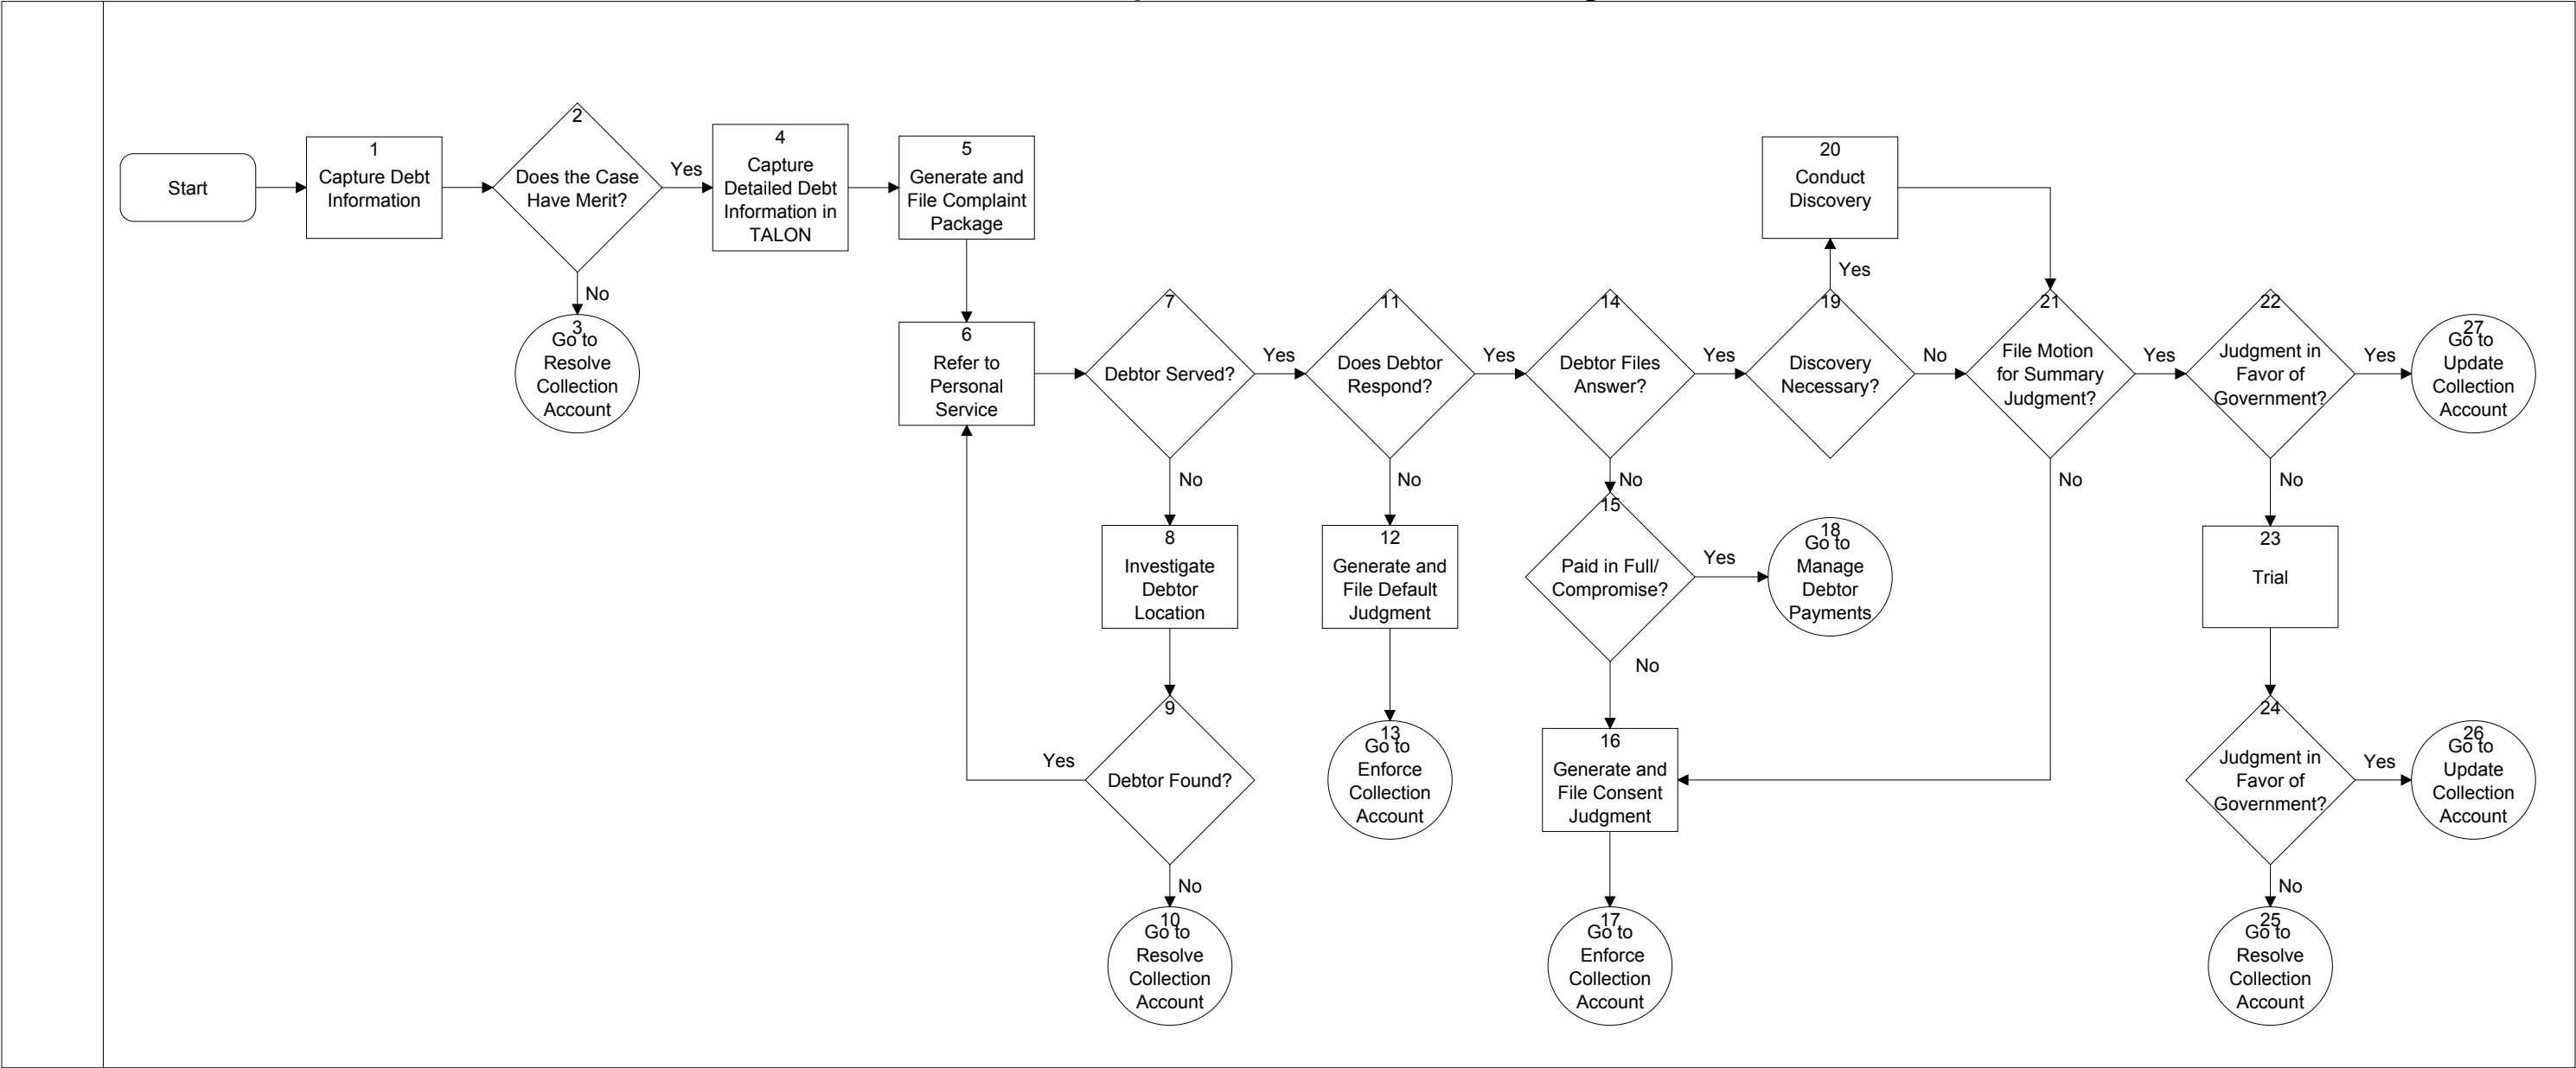 Start
1
Capture Debt
Information
2
Does the Case
Have Merit?
Yes
No
3
Go to
Resolve
Collection
Account
4
Capture
Detailed Debt
Information in
TALON
5
Generate and
File Complaint
Package
6
Refer to
Personal
Service
7
Debtor Served?
Yes
No
8
Investigate
Debtor
Location
9
Debtor Found?
Yes
No
10
Go to
Resolve
Collection
Account
11
Does Debtor
Respond?
Yes
No
12
Generate and
File Default
Judgment
13
Go to
Enforce
Collection
Account
14
Debtor Files
Answer?
Yes
No
15
Paid in Full/
Compromise?
Yes
No
16
Generate and
File Consent
Judgment
17
Go to
Enforce
Collection
Account
18
Go to
Manage
Debtor
Payments
19
Discovery
Necessary?
Yes
No
20
Conduct
Discovery
21
File Motion
for Summary
Judgment?
Yes
No
22
Judgment in
Favor of
Government?
Yes
No
23
Trial
24
Judgment in
Favor of
Government?
Yes
No
25
Go to
Resolve
Collection
Account
26
Go to
Update
Collection
Account
27
Go to
Update
Collection
Account